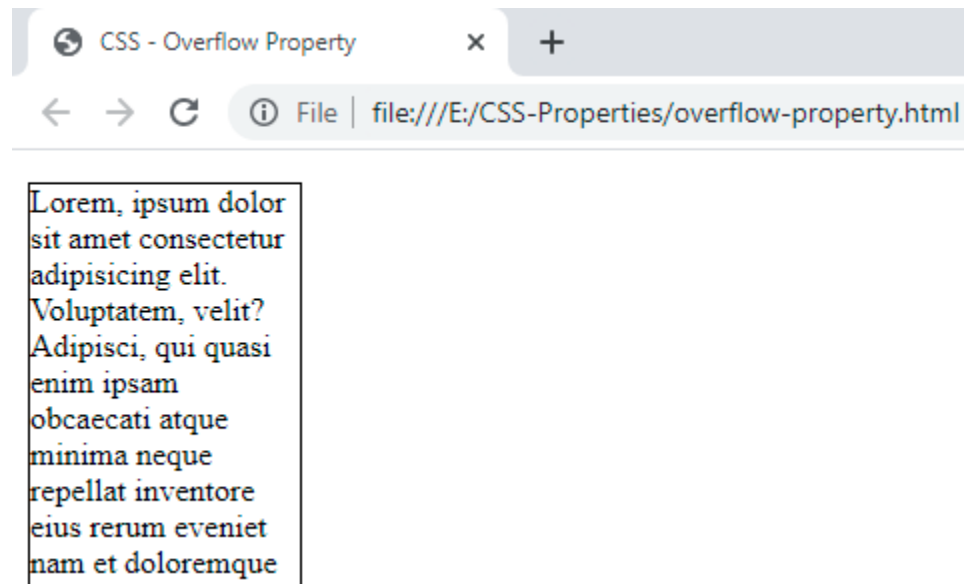 CSS - Overflow Property
File file:///E:/CSS-Properties/overflow-property.html
Lorem, ipsum dolor
sit amet consectetur
adipisicing elit.
Voluptatem, velit?
Adipisci, qui quasi
enim ipsam
obcaecati atque
minima neque
repellat inventore
eius rerum eveniet
nam et doloremque